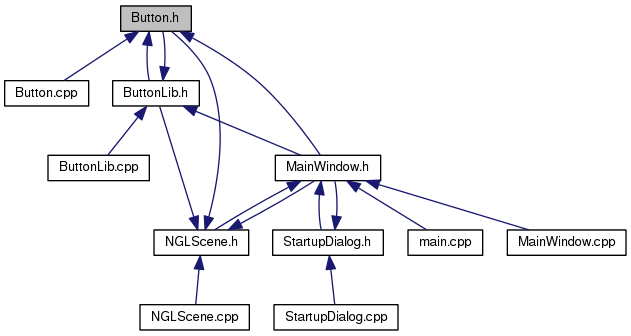 Button.h
Button.cpp
ButtonLib.h
ButtonLib.cpp
MainWindow.h
NGLScene.h
StartupDialog.h
main.cpp
MainWindow.cpp
NGLScene.cpp
StartupDialog.cpp